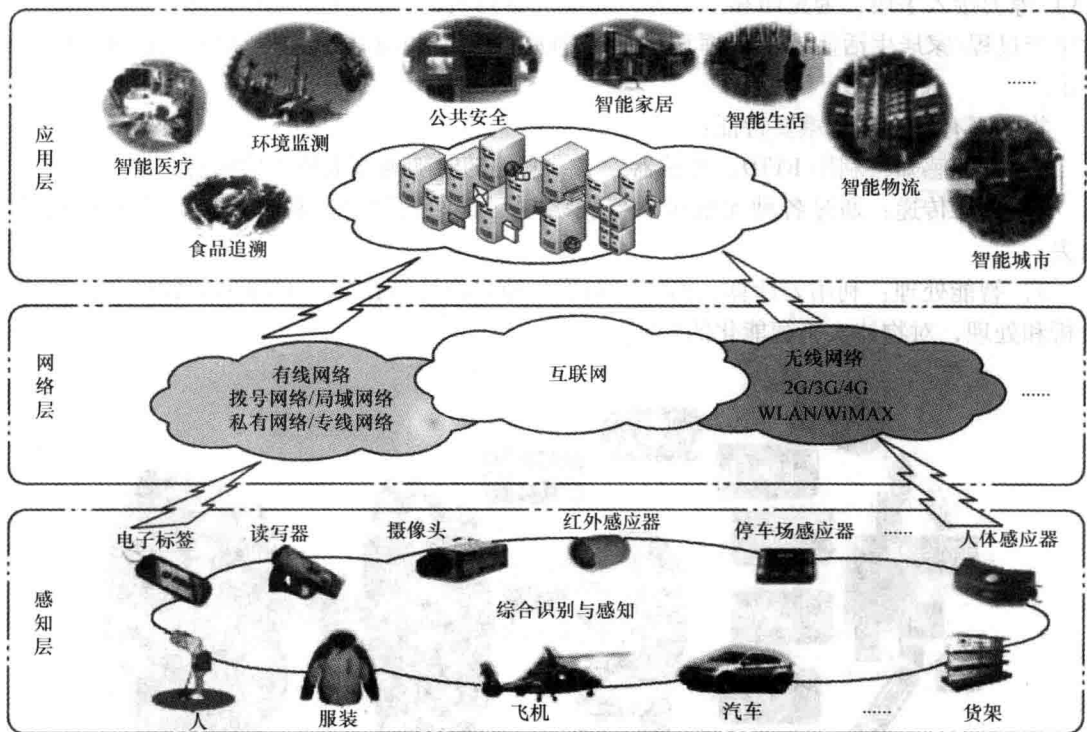 应用层
智能医疗
环境监测
公共安全
智能家居
智能生活
……
食品追溯
智能物流
智能城市
网络层
有线网络
拨号网络/局域网络
私有网络/专线网络
互联网
无线网络
2G/3G/4G
WLAN/WiMAX
……
感知层
电子标签
读写器
摄像头
红外感应器
停车场感应器
……
人体感应器
综合识别与感知
人
服装
飞机
汽车
……
货架